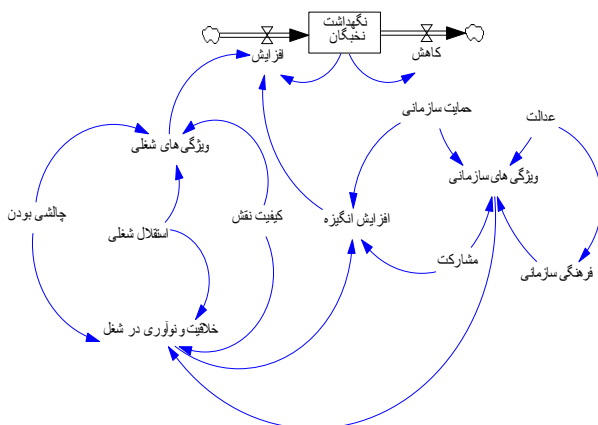 نگهداشت
نخبگان
افزایش
کاهش
حمایت سازمانی
عدالت
ویژگی های شغلی
ویژگی های سازمانی
چالشی بودن
کیفیت نقش
افزایش انگیزه
استقلال شغلی
مشارکت
فرهنگی سازمانی
خلاقیت و نوآوری در شغل